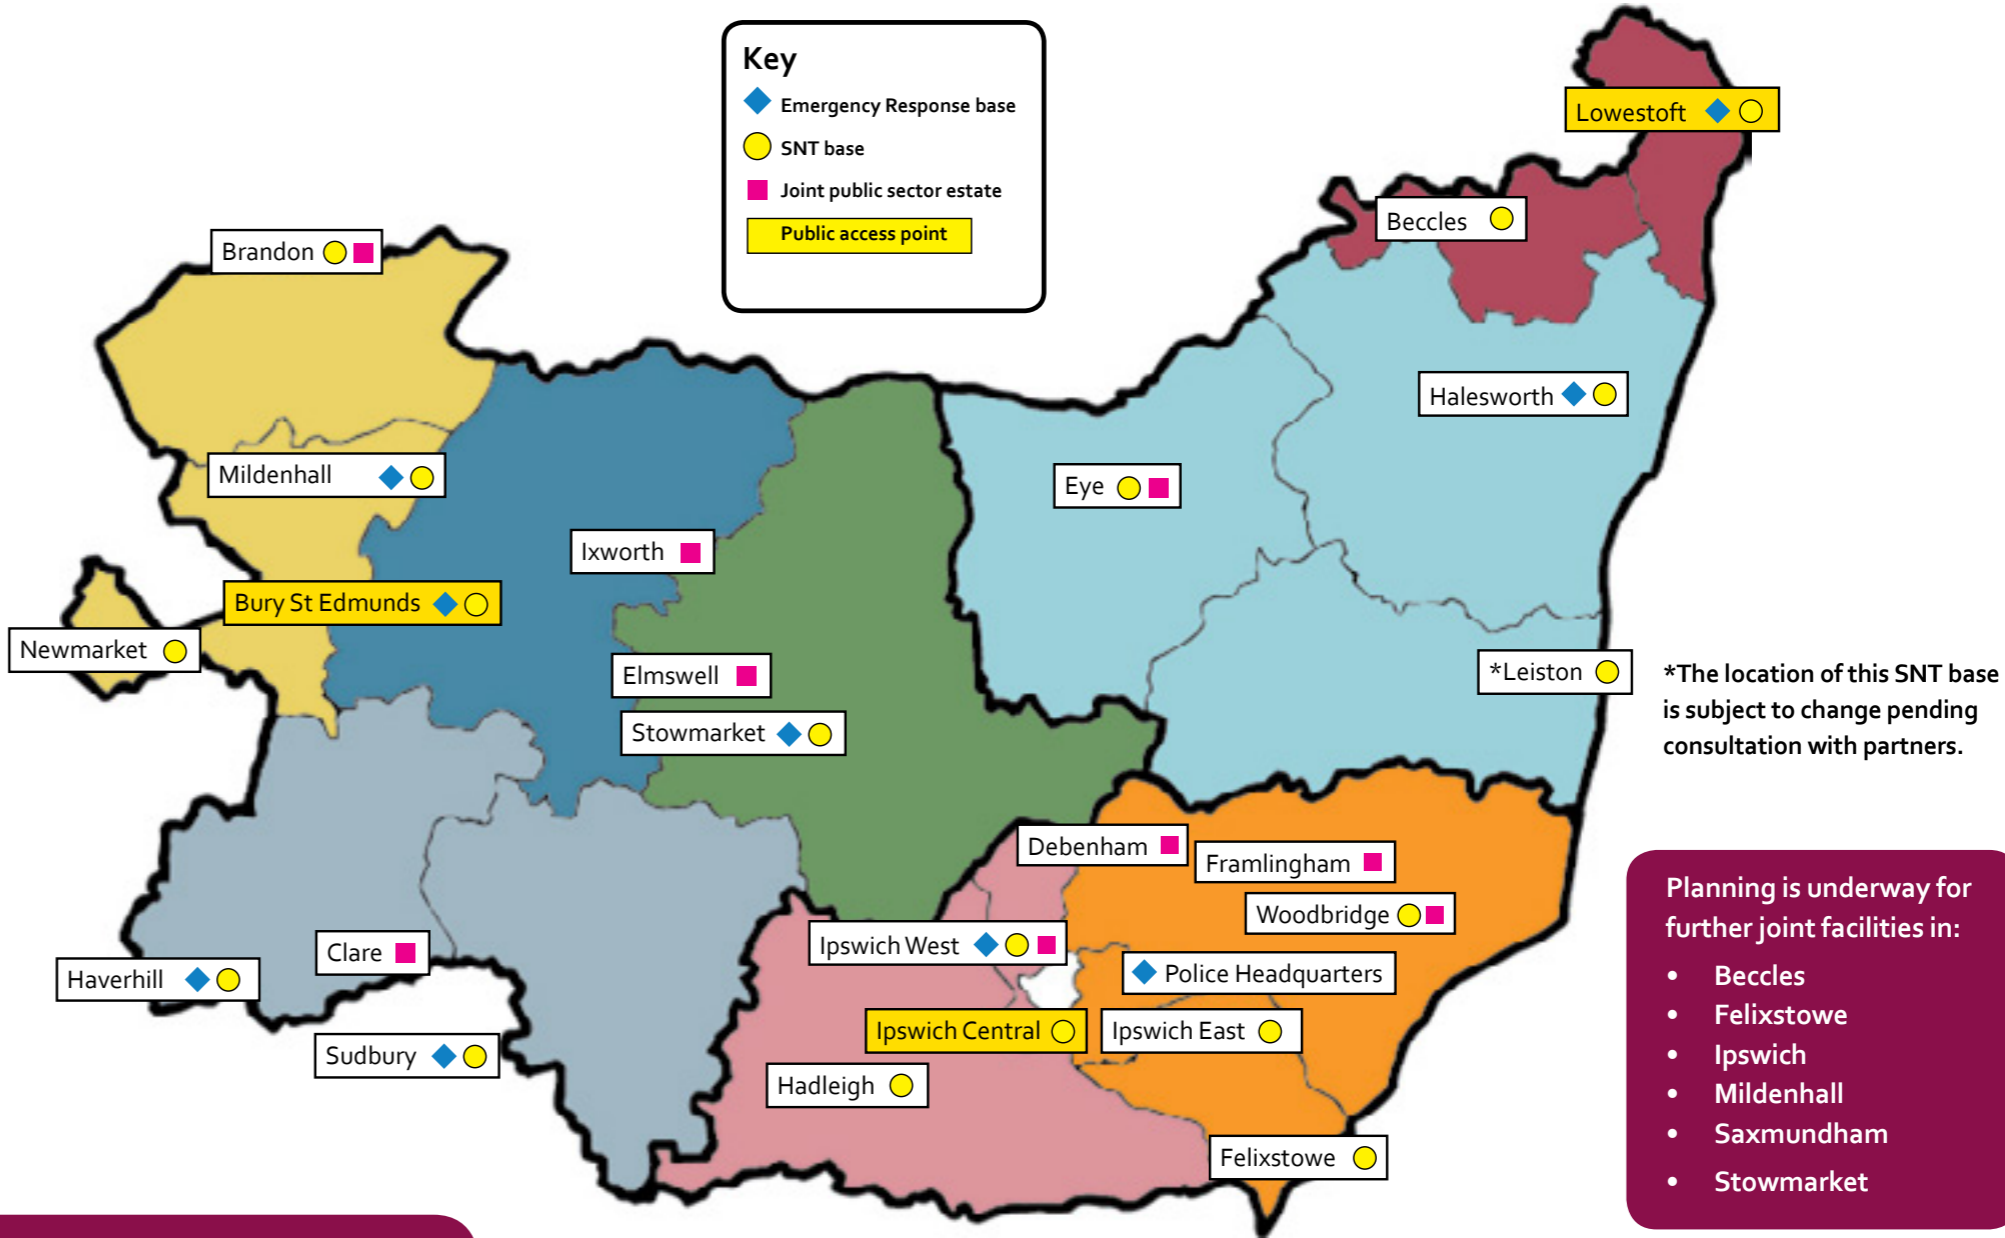 Key
Emergency Response base
SNT base
Joint public sector estate
Public access point
Lowestoft
Beccles
Brandon
Halesworth
Mildenhall
Eye
Ixworth
Bury St Edmunds
Newmarket
Elmswell
*Leiston
*The location of this SNT base
is subject to change pending
consultation with partners.
Stowmarket
Debenham
Framlingham
Woodbridge
Ipswich West
Clare
Police Headquarters
Haverhill
Ipswich Central
Ipswich East
Sudbury
Hadleigh
Felixstowe
Planning is underway for
further joint facilities in:
• Beccles
• Felixstowe
• Ipswich
• Mildenhall
• Saxmundham
• Stowmarket